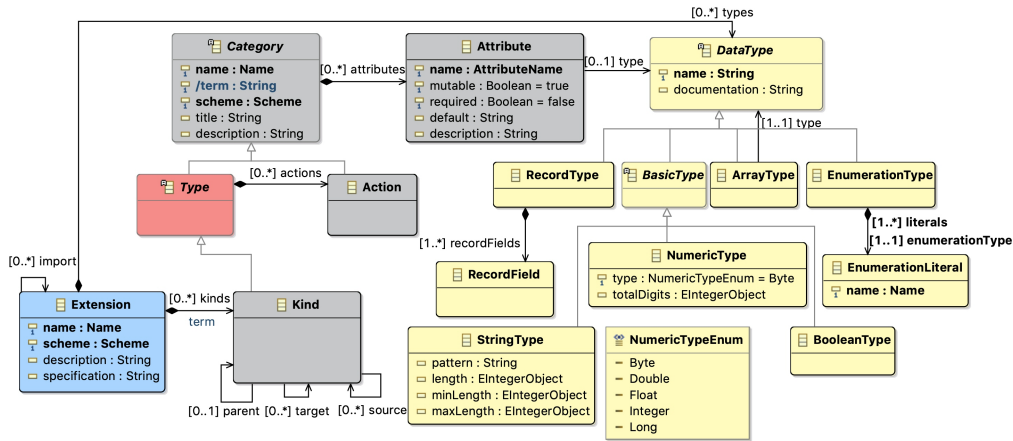 [0..*] types
Category
name : Name
/term : String
scheme : Scheme
title : String
description : String
[0..*] attributes
Attribute
name : AttributeName
mutable : Boolean = true
required : Boolean = false
default : String
description : String
[0..1] type
DataType
name : String
documentation : String
[1..1] type
Type
[0..*] actions
Action
RecordType
BasicType
ArrayType
EnumerationType
[1..*] recordFields
[1..*] literals
[1..1] enumerationType
RecordField
NumericType
type : NumericTypeEnum = Byte
totalDigits : EIntegerObject
EnumerationLiteral
name : Name
[0..*] import
Extension
name : Name
scheme : Scheme
description : String
specification : String
[0..*] kinds
term
Kind
[0..1] parent
[0..*] target
[0..*] source
StringType
pattern : String
length : EIntegerObject
minLength : EIntegerObject
maxLength : EIntegerObject
NumericTypeEnum
Byte
Double
Float
Integer
Long
BooleanType